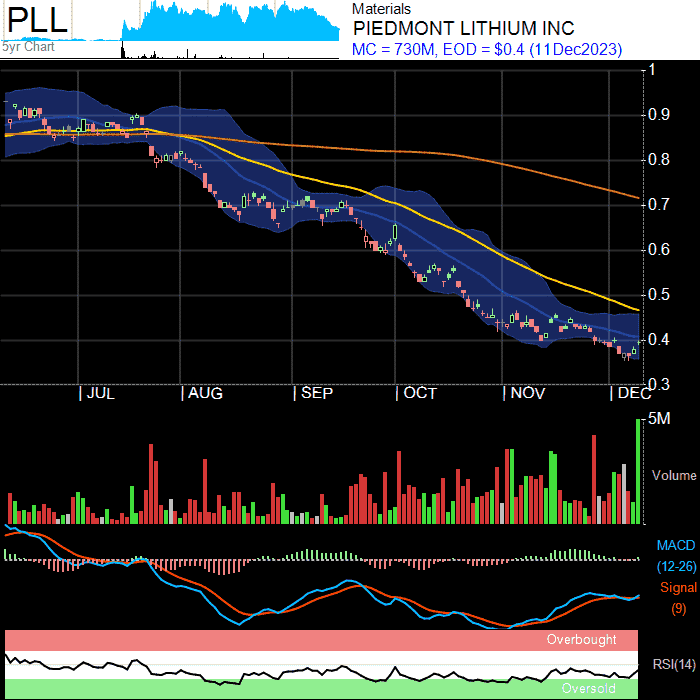 PLL
5yr Chart
Materials
PIEDMONT LITHIUM INC
MC = 730M, EOD = $0.4 (11Dec2023)
1
0.9
0.8
0.7
0.6
0.5
0.4
0.3
| JUL | AUG | SEP | OCT | NOV | DEC
5M
Volume
MACD
(12-26)
Signal
(9)
Overbought
RSI(14)
Oversold